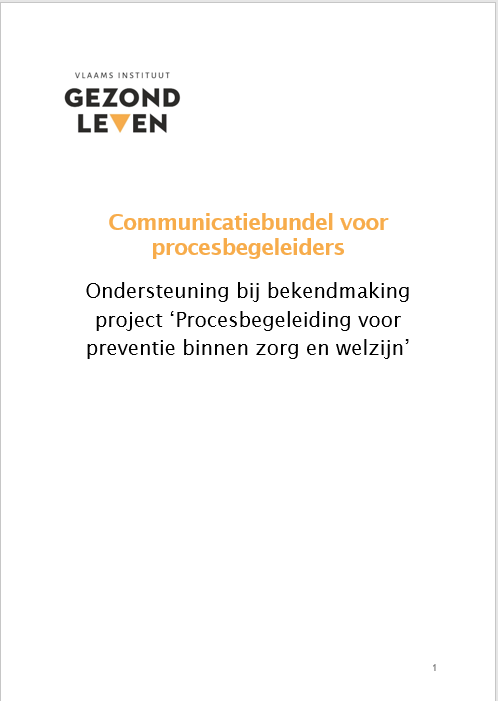 VLAAMS INSTITUUT
GEZOND
LEVEN
Communicatiebundel voor
procesbegeleiders
Ondersteuning bij bekendmaking
project ‘Procesbegeleiding voor
preventie binnen zorg en welzijn’
1